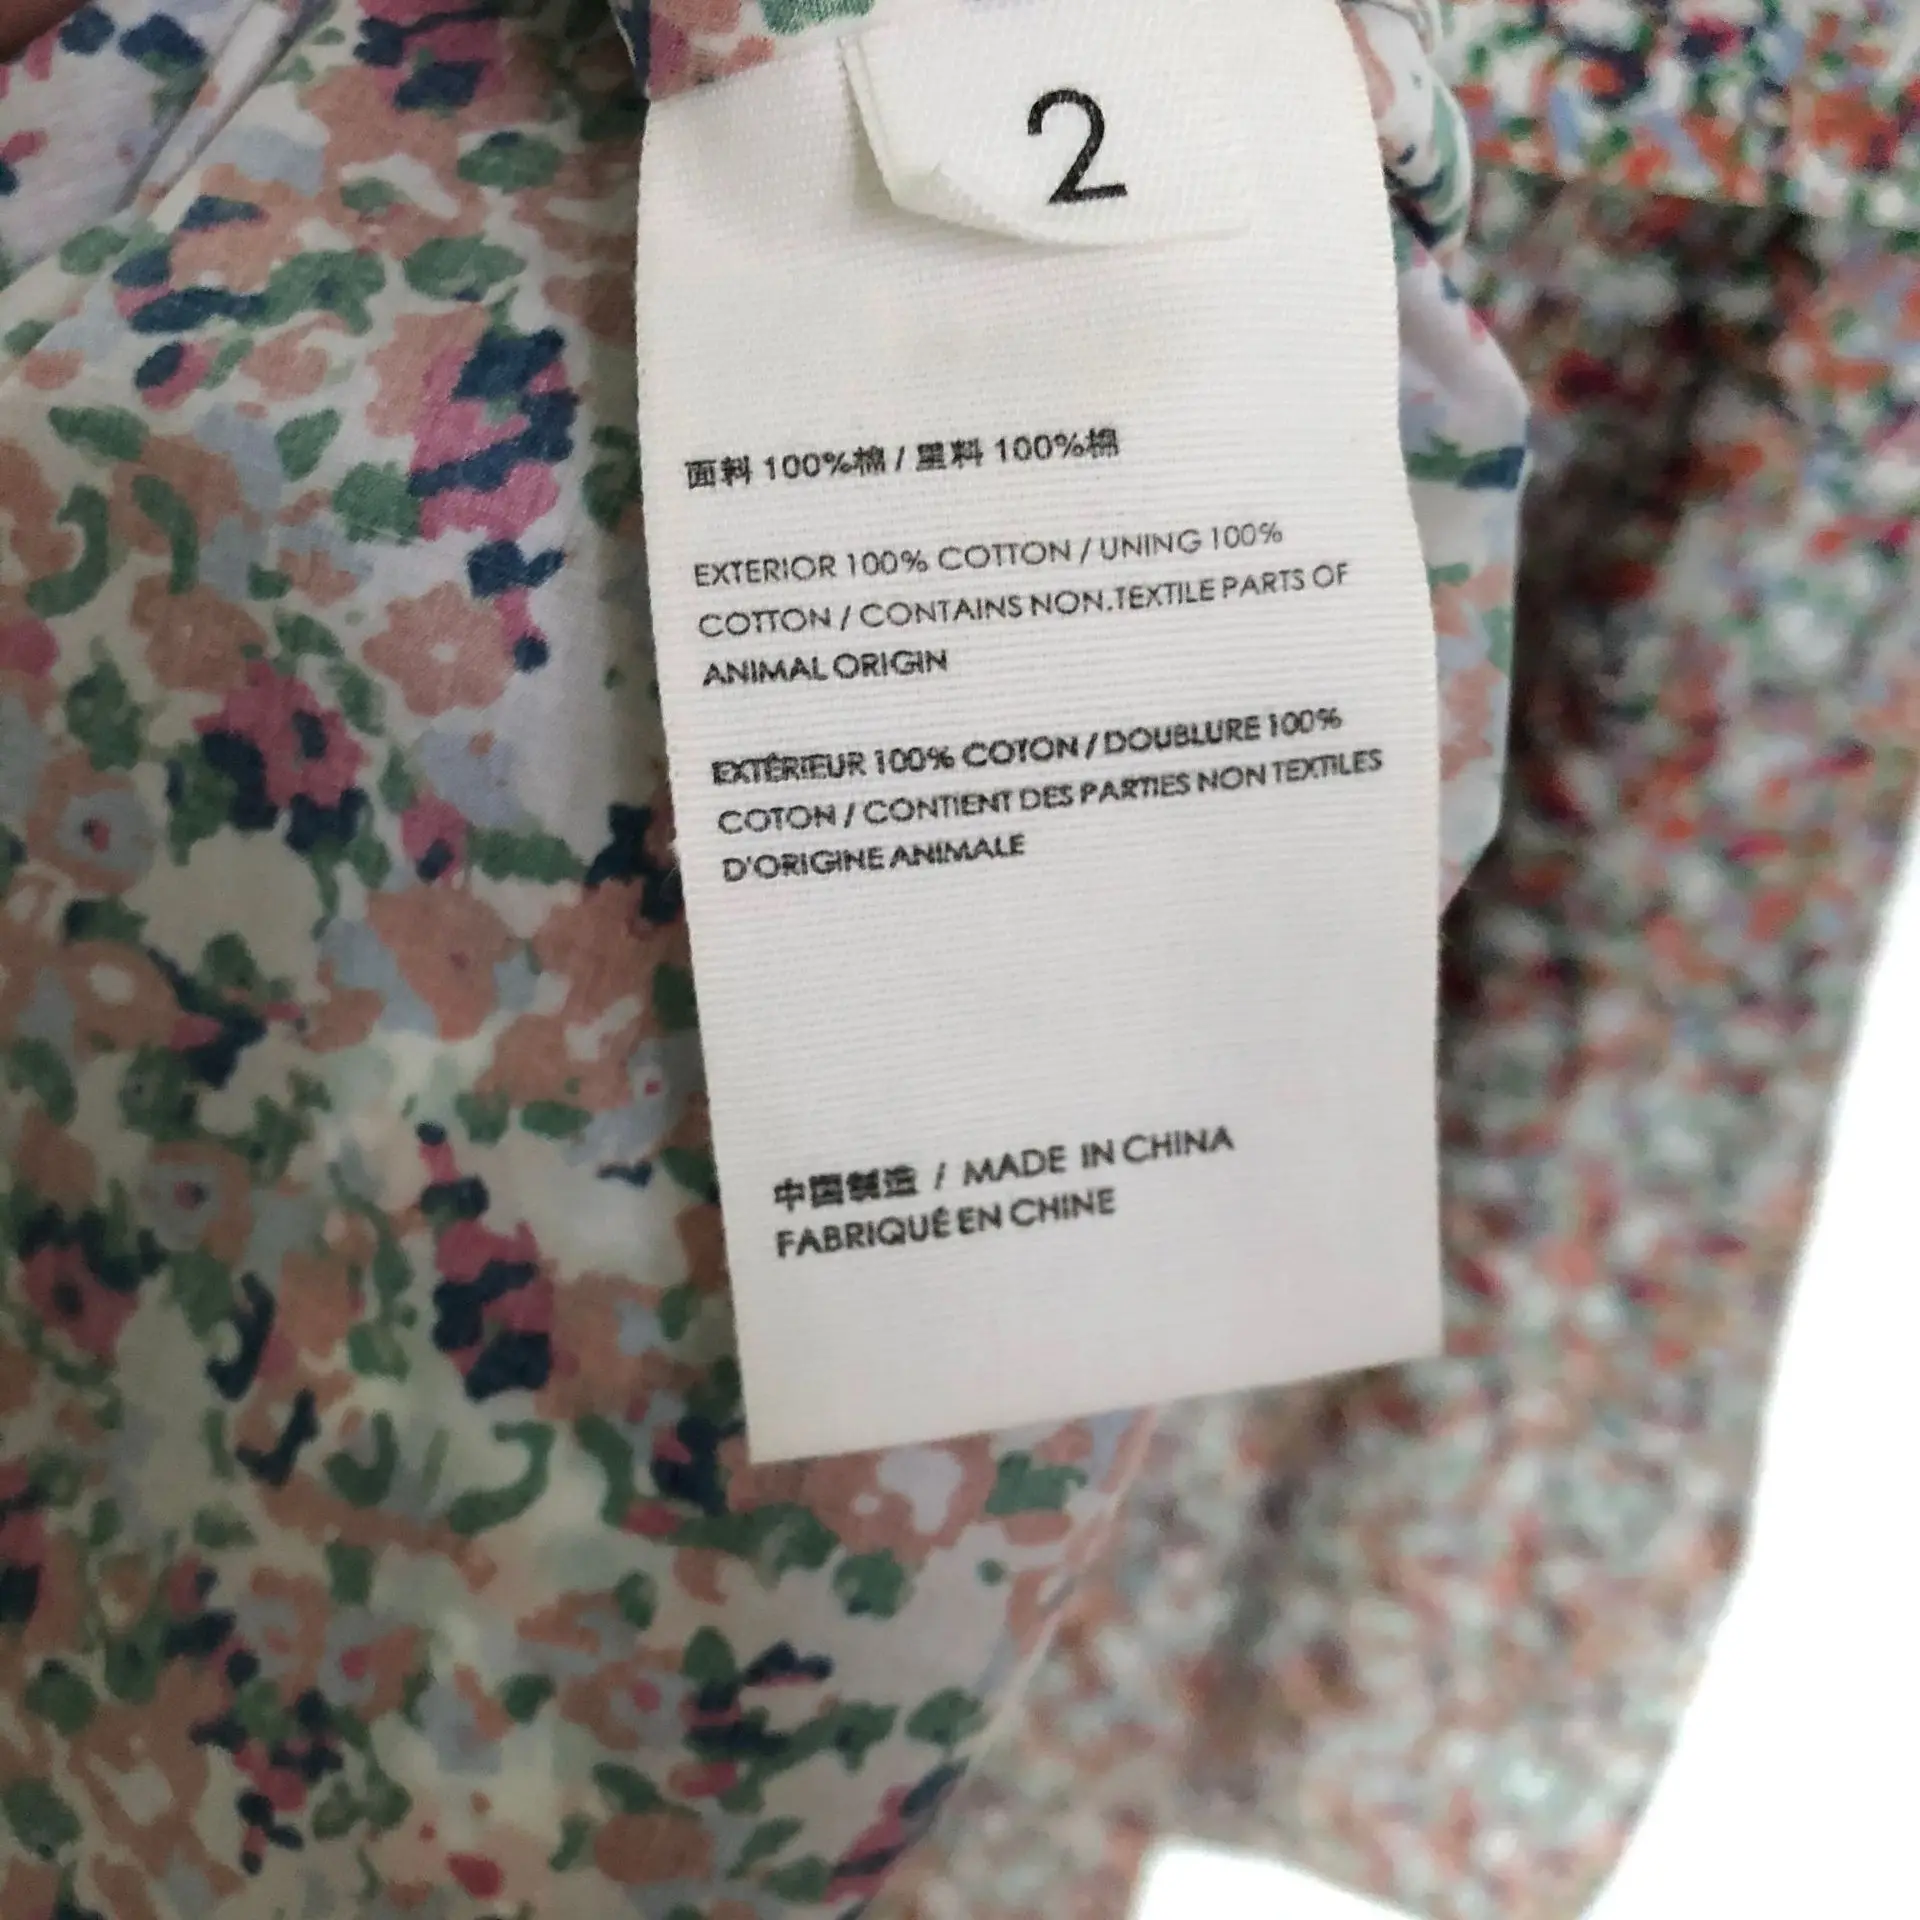 2
面料 100%棉 / 里料 100%棉
EXTERIOR 100% COTTON / UNING 100%
COTTON / CONTAINS NON.TEXTILE PARTS OF
ANIMAL ORIGIN
EXTÉRIEUR 100% COTON / DOUBLURE 100%
COTON / CONTIENT DES PARTIES NON TEXTILES
D'ORIGINE ANIMALE
中国制造 / MADE IN CHINA
FABRIQUÉ EN CHINE